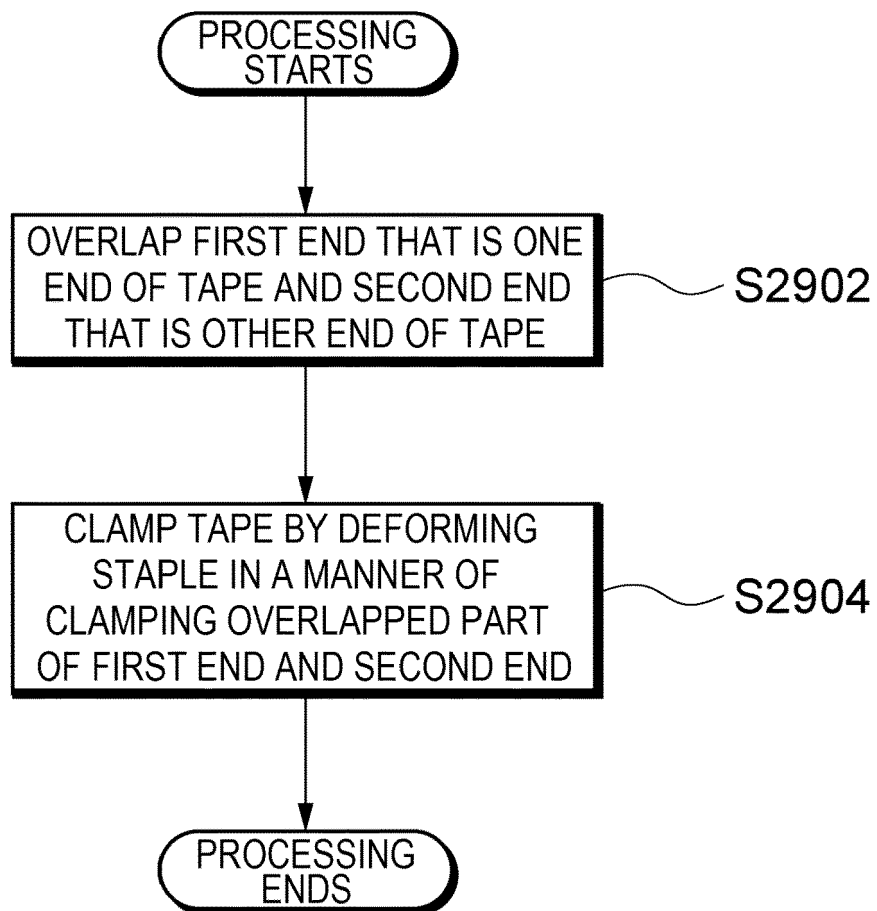 PROCESSING
STARTS
OVERLAP FIRST END THAT IS ONE
END OF TAPE AND SECOND END
THAT IS OTHER END OF TAPE
S2902
CLAMP TAPE BY DEFORMING
STAPLE IN A MANNER OF
CLAMPING OVERLAPPED PART
OF FIRST END AND SECOND END
S2904
PROCESSING
ENDS